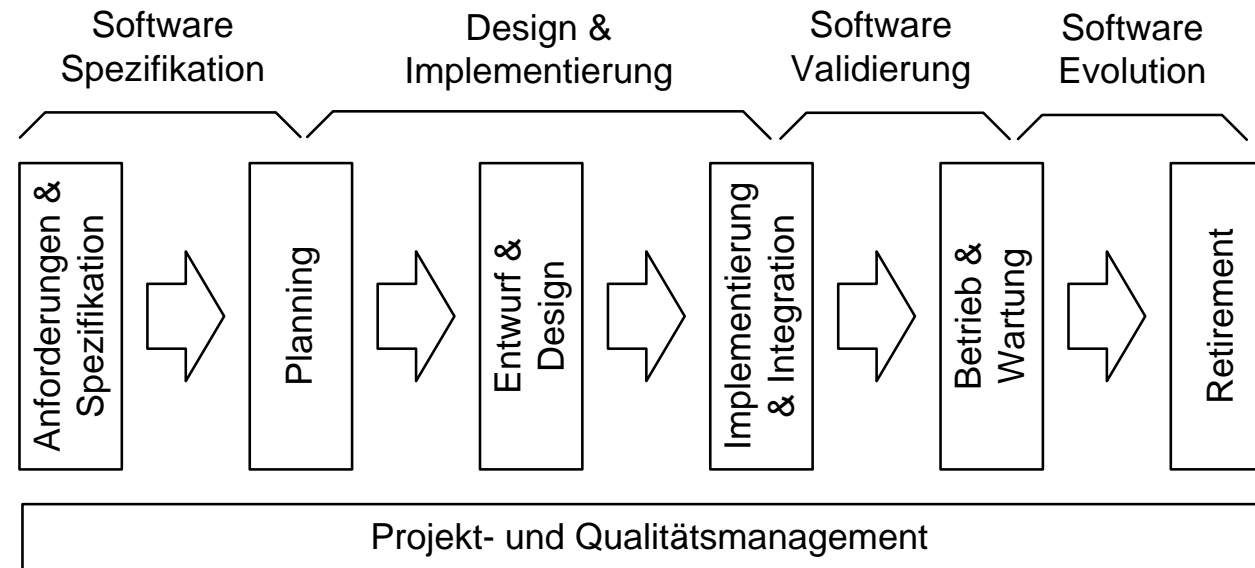 Software
Spezifikation
Design &
Implementierung
Software
Validierung
Software
Evolution
Anforderungen &
Spezifikation
Planning
Entwurf &
Design
Implementierung
& Integration
Betrieb &
Wartung
Retirement
Projekt- und Qualitätsmanagement